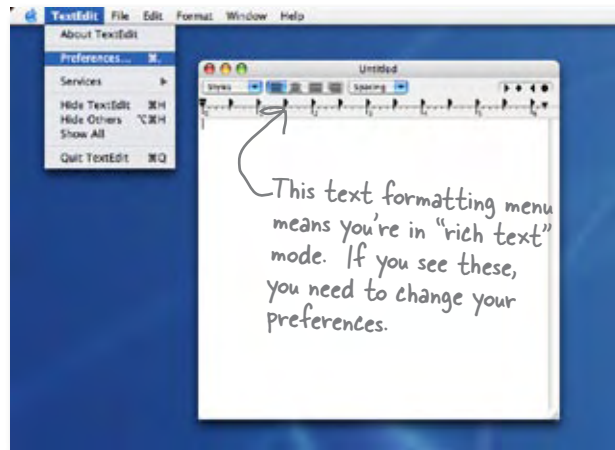 TextEdit File Edit Format Window Help
About TextEdit
Preferences... ⌘,
Services
Hide TextEdit ⌘H
Hide Others ⌥⌘H
Show All
Quit TextEdit ⌘Q
Untitled
Styles Spacing
This text formatting menu
means you're in "rich text"
mode. If you see these,
you need to change your
preferences.